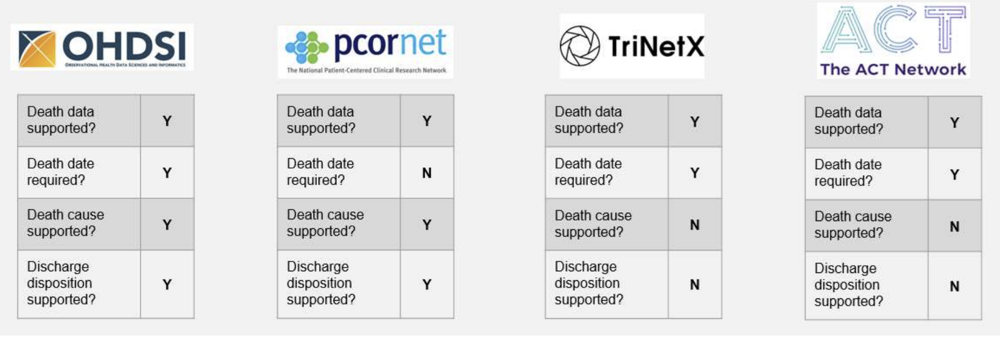 OHDSI
OBSERVATIONAL HEALTH DATA SCIENCES AND INFORMATICS
pcornet
The National Patient-Centered Clinical Research Network
TriNetX
ACT
The ACT Network
Death data
supported?
Y
Death date
required?
Y
Death cause
supported?
Y
Discharge
disposition
supported?
Y
Death data
supported?
Y
Death date
required?
N
Death cause
supported?
Y
Discharge
disposition
supported?
Y
Death data
supported?
Y
Death date
required?
Y
Death cause
supported?
N
Discharge
disposition
supported?
N
Death data
supported?
Y
Death date
required?
Y
Death cause
supported?
N
Discharge
disposition
supported?
N